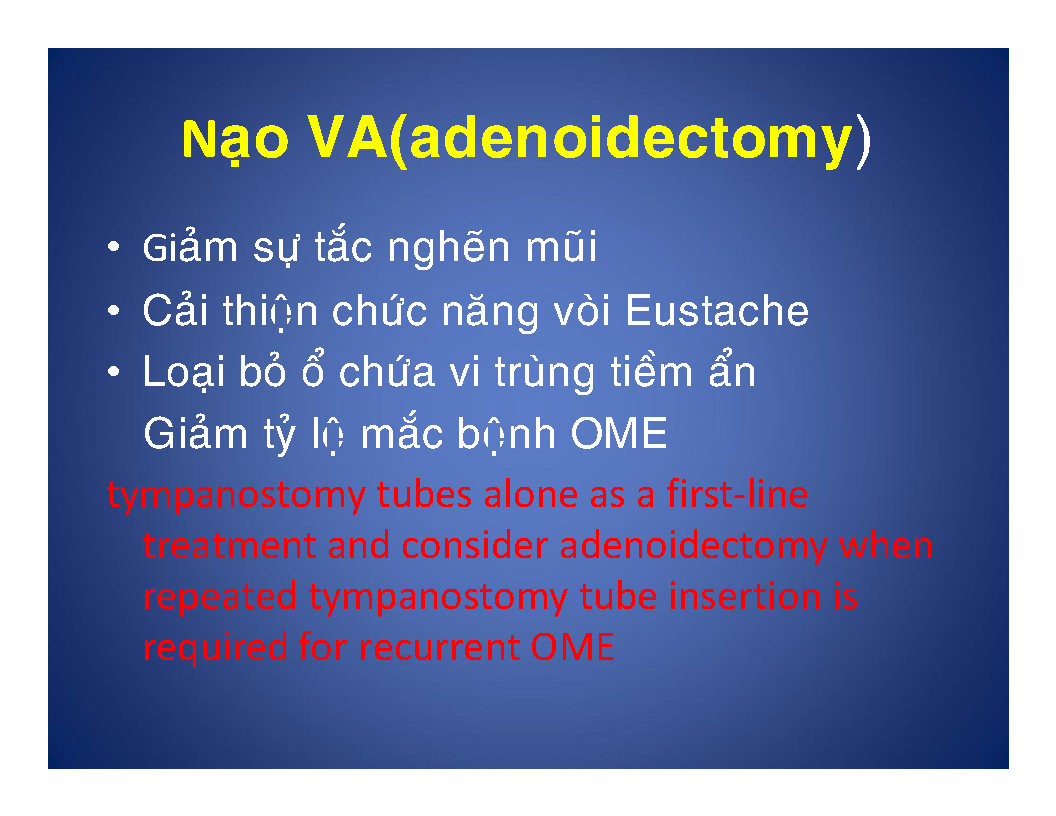 Nạo VA(adenoidectomy)
• Giảm sự tắc nghẽn mũi
• Cải thiện chức năng vòi Eustache
• Loại bỏ ổ chứa vi trùng tiềm ẩn
Giảm tỷ lệ mắc bệnh OME
tympanostomy tubes alone as a first-line
treatment and consider adenoidectomy when
repeated tympanostomy tube insertion is
required for recurrent OME